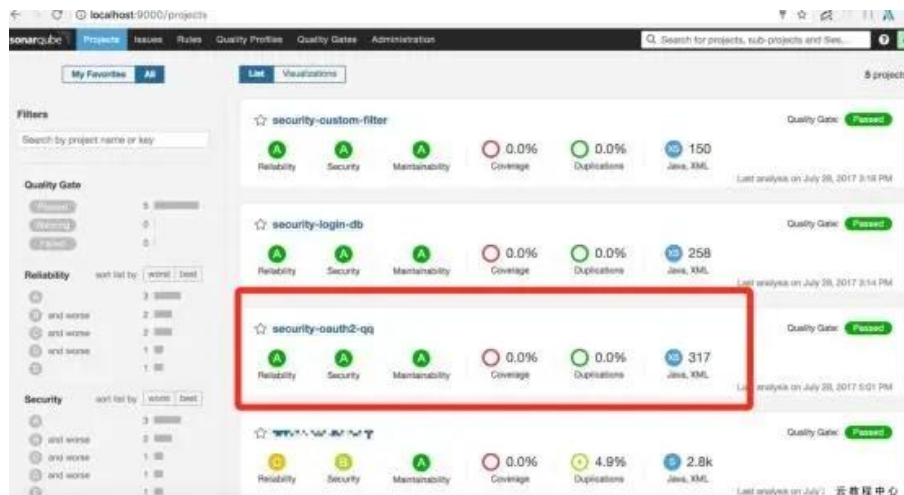 localhost:9000/projects
sonarqube Projects Issues Rules Quality Profiles Quality Gates Administration
Search for projects, sub-projects and files...
My Favorites All
List Visualizations
5 projects
Filters
Search by project name or key
Quality Gate
Passed 5
Warning 0
Failed 0
Reliability sort list by worst best
A 3
B and worse 2
C and worse 2
D and worse 1
E 1
Security sort list by worst best
A 3
B and worse 2
and worse 1
and worse 1
1
security-custom-filter
Quality Gate: Passed
A A A 0.0% 0.0% XS 150
Reliability Security Maintainability Coverage Duplications Java, XML
Last analysis on July 28, 2017 3:18 PM
security-login-db
Quality Gate: Passed
A A A 0.0% 0.0% XS 258
Reliability Security Maintainability Coverage Duplications Java, XML
Last analysis on July 28, 2017 3:14 PM
security-oauth2-qq
Quality Gate: Passed
A A A 0.0% 0.0% XS 317
Reliability Security Maintainability Coverage Duplications Java, XML
Last analysis on July 28, 2017 5:01 PM
Quality Gate: Passed
B A 0.0% 4.9% S 2.8k
Reliability Security Maintainability Coverage Duplications Java, XML
Last analysis on July
云教程中心